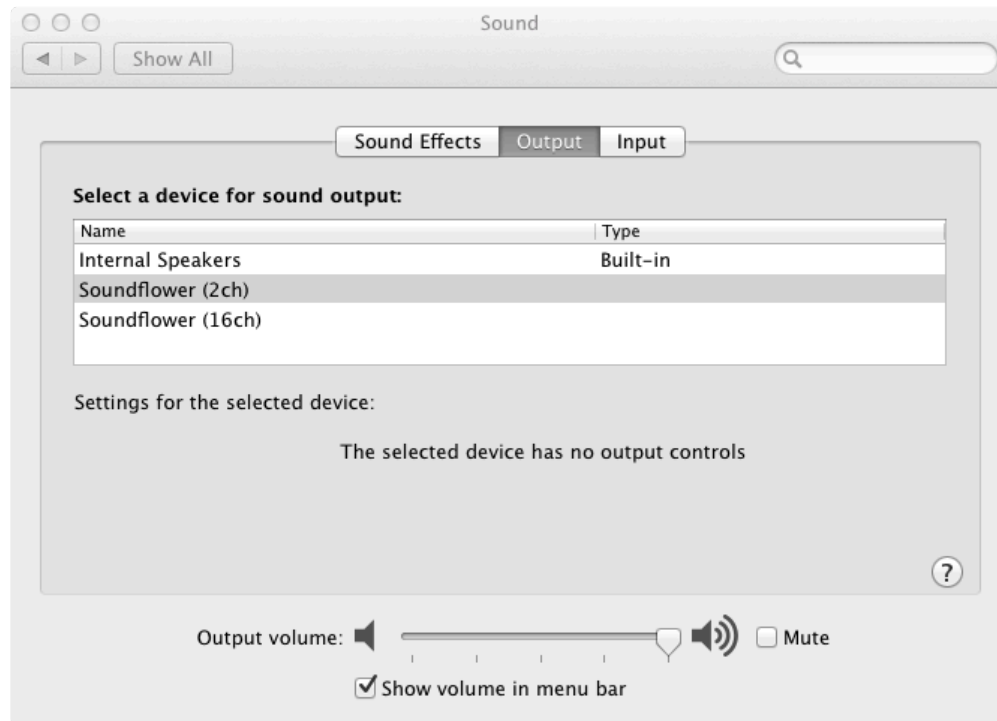 Sound
Show All
Sound Effects Output Input
Select a device for sound output:
Name Type
Internal Speakers Built-in
Soundflower (2ch)
Soundflower (16ch)
Settings for the selected device:
The selected device has no output controls
?
Output volume: Mute
Show volume in menu bar